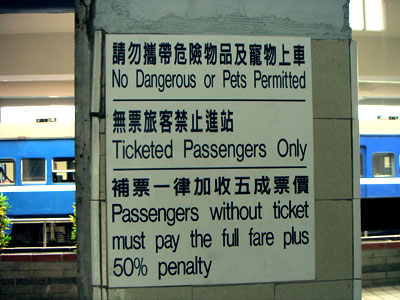 請勿攜帶危險物品及寵物上車
No Dangerous or Pets Permitted
無票旅客禁止進站
Ticketed Passengers Only
補票一律加收五成票價
Passengers without ticket
must pay the full fare plus
50% penalty